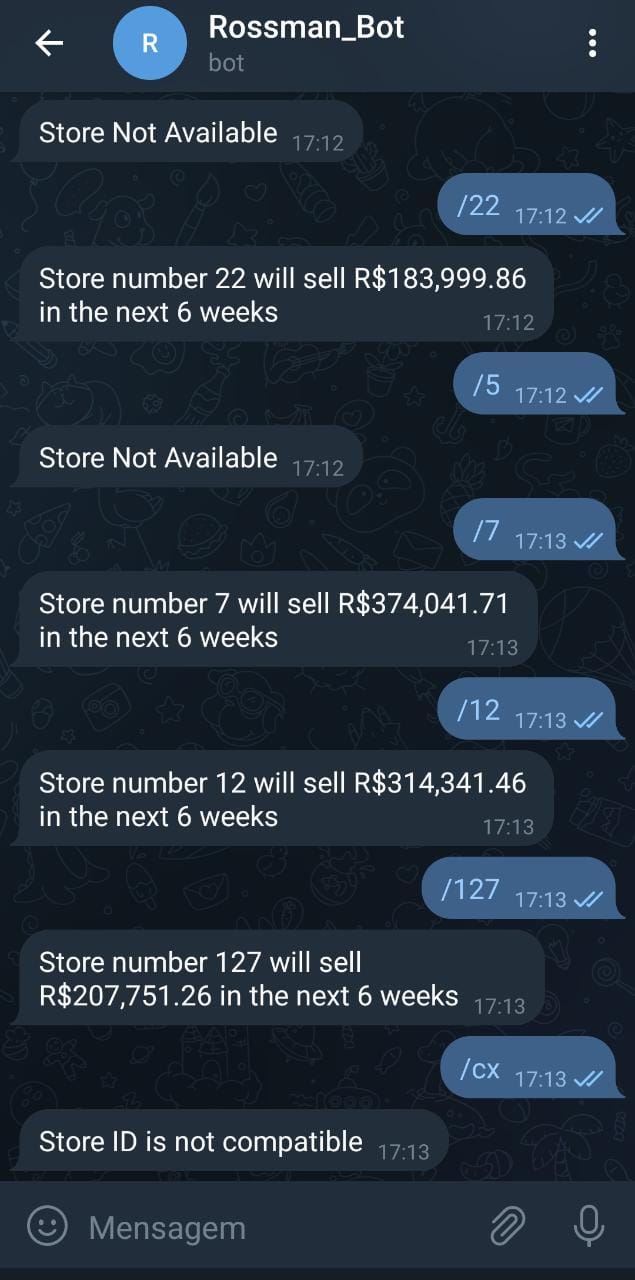 R
Rossman_Bot
bot
Store Not Available 17:12
/22 17:12
Store number 22 will sell R$183,999.86
in the next 6 weeks 17:12
/5 17:12
Store Not Available 17:12
/7 17:13
Store number 7 will sell R$374,041.71
in the next 6 weeks 17:13
/12 17:13
Store number 12 will sell R$314,341.46
in the next 6 weeks 17:13
/127 17:13
Store number 127 will sell
R$207,751.26 in the next 6 weeks 17:13
/cx 17:13
Store ID is not compatible 17:13
Mensagem